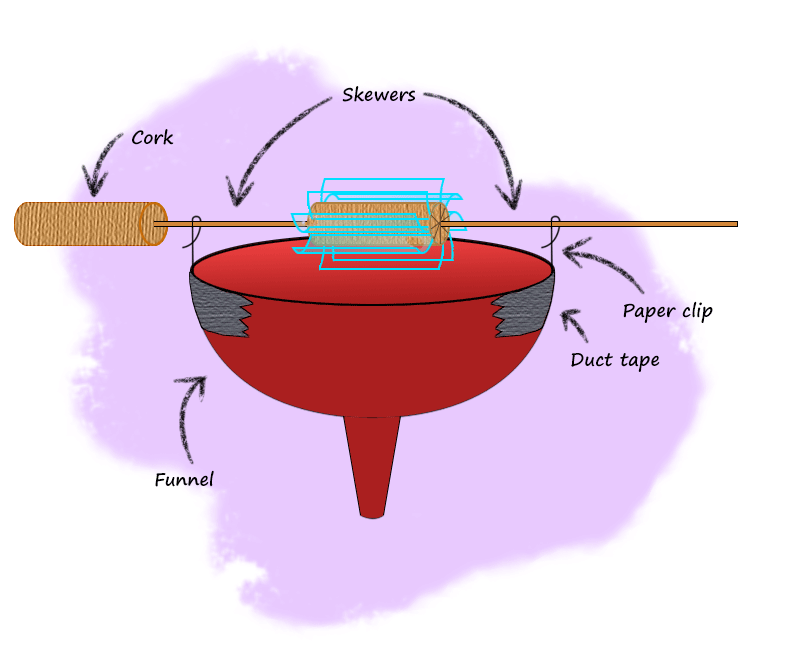 Skewers
Cork
Paper clip
Duct tape
Funnel